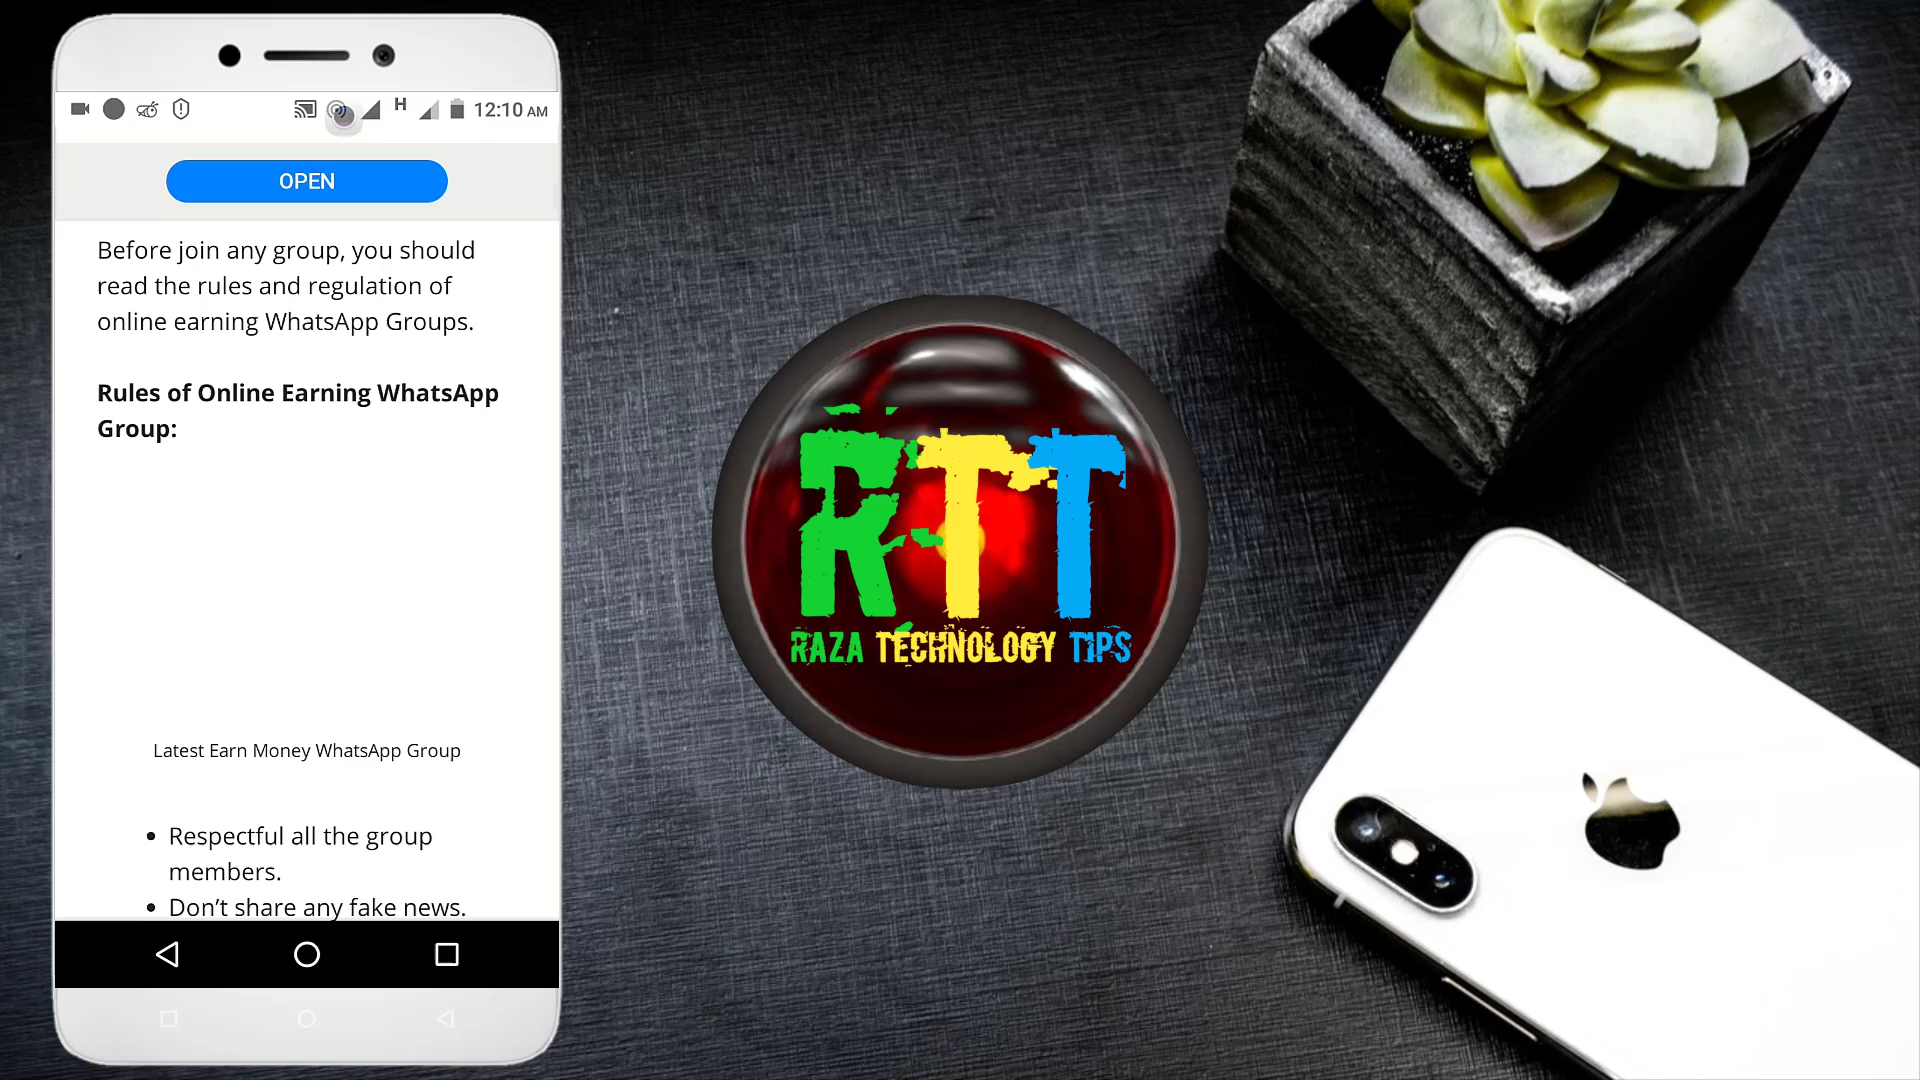 H
12:10 AM
OPEN
Before join any group, you should
read the rules and regulation of
online earning WhatsApp Groups.
Rules of Online Earning WhatsApp
Group:
Latest Earn Money WhatsApp Group
• Respectful all the group
members.
• Don’t share any fake news.
RTT
RAZA TECHNOLOGY TIPS